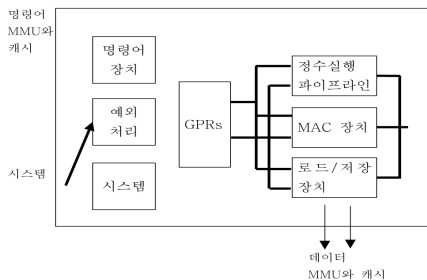 명령어
MMU와
캐시
명령어
장치
예외
처리
시스템
시스템
GPRs
정수실행
파이프라인
MAC 장치
로드/저장
장치
데이터
MMU와 캐시